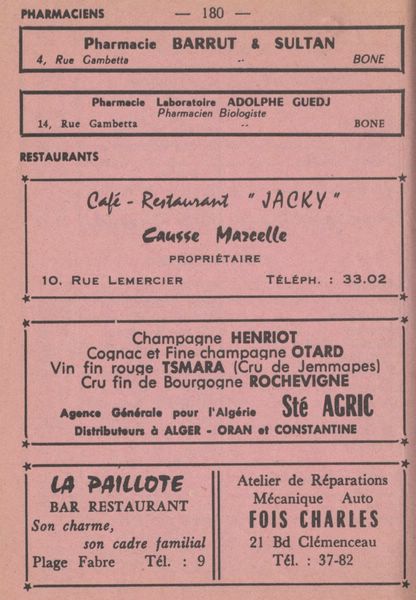 PHARMACIENS — 180 —
Pharmacie BARRUT & SULTAN
4, Rue Gambetta ,, BONE
Pharmacie Laboratoire ADOLPHE GUEDJ
Pharmacien Biologiste
14, Rue Gambetta ,, BONE
RESTAURANTS
Café - Restaurant " JACKY "
Causse Marcelle
PROPRIÉTAIRE
10, RUE LEMERCIER TÉLÉPH. : 33.02
Champagne HENRIOT
Cognac et Fine champagne OTARD
Vin fin rouge TSMARA (Cru de Jemmapes)
Cru fin de Bourgogne ROCHEVIGNE
Agence Générale pour l'Algérie Sté AGRIC
Distributeurs à ALGER - ORAN et CONSTANTINE
LA PAILLOTE
BAR RESTAURANT
Son charme,
son cadre familial
Plage Fabre Tél. : 9
Atelier de Réparations
Mécanique Auto
FOIS CHARLES
21 Bd Clémenceau
Tél. : 37-82